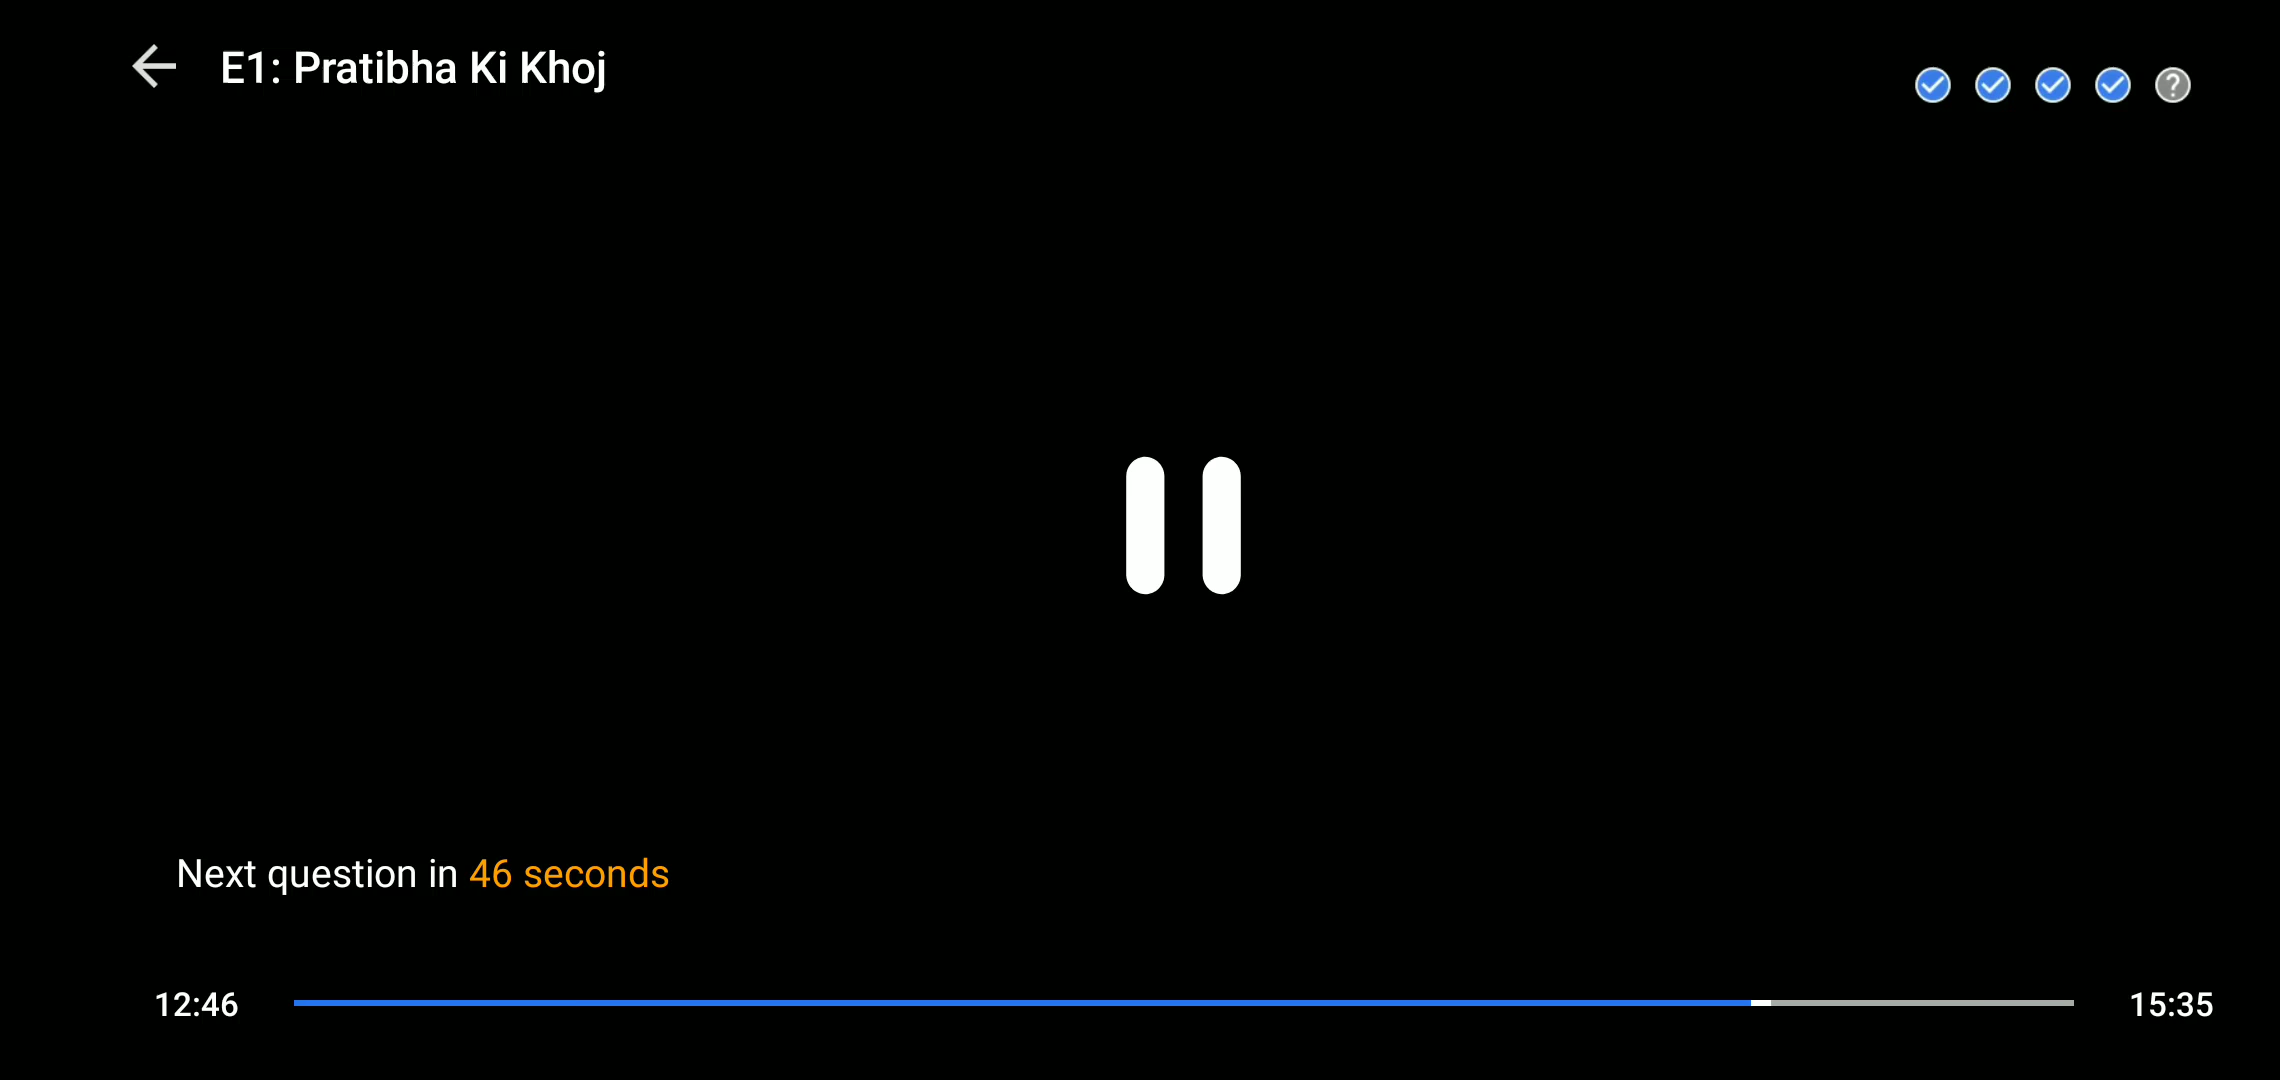 E1: Pratibha Ki Khoj
?
Next question in 46 seconds
12:46
15:35